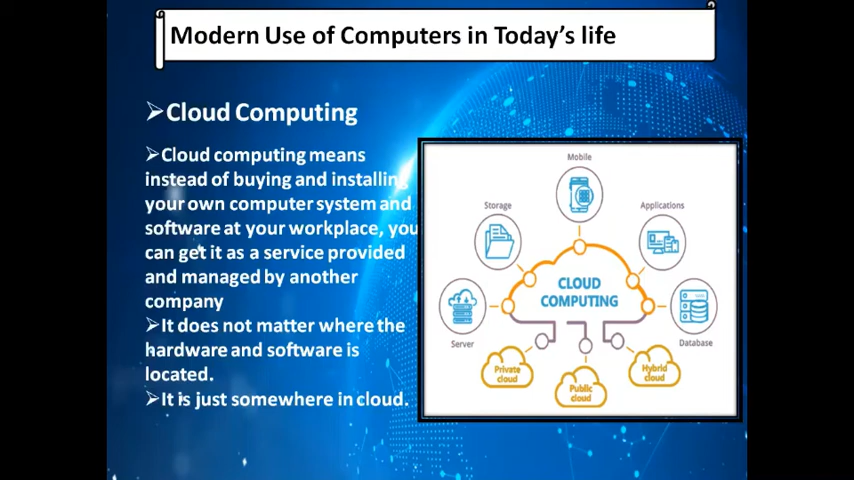 Modern Use of Computers in Today's life
➢Cloud Computing
➢Cloud computing means
instead of buying and installing
your own computer system and
software at your workplace, you
can get it as a service provided
and managed by another
company
➢It does not matter where the
hardware and software is
located.
➢It is just somewhere in cloud.
Mobile
Storage
Applications
CLOUD
COMPUTING
Server
Database
Private
cloud
Public
cloud
Hybrid
cloud